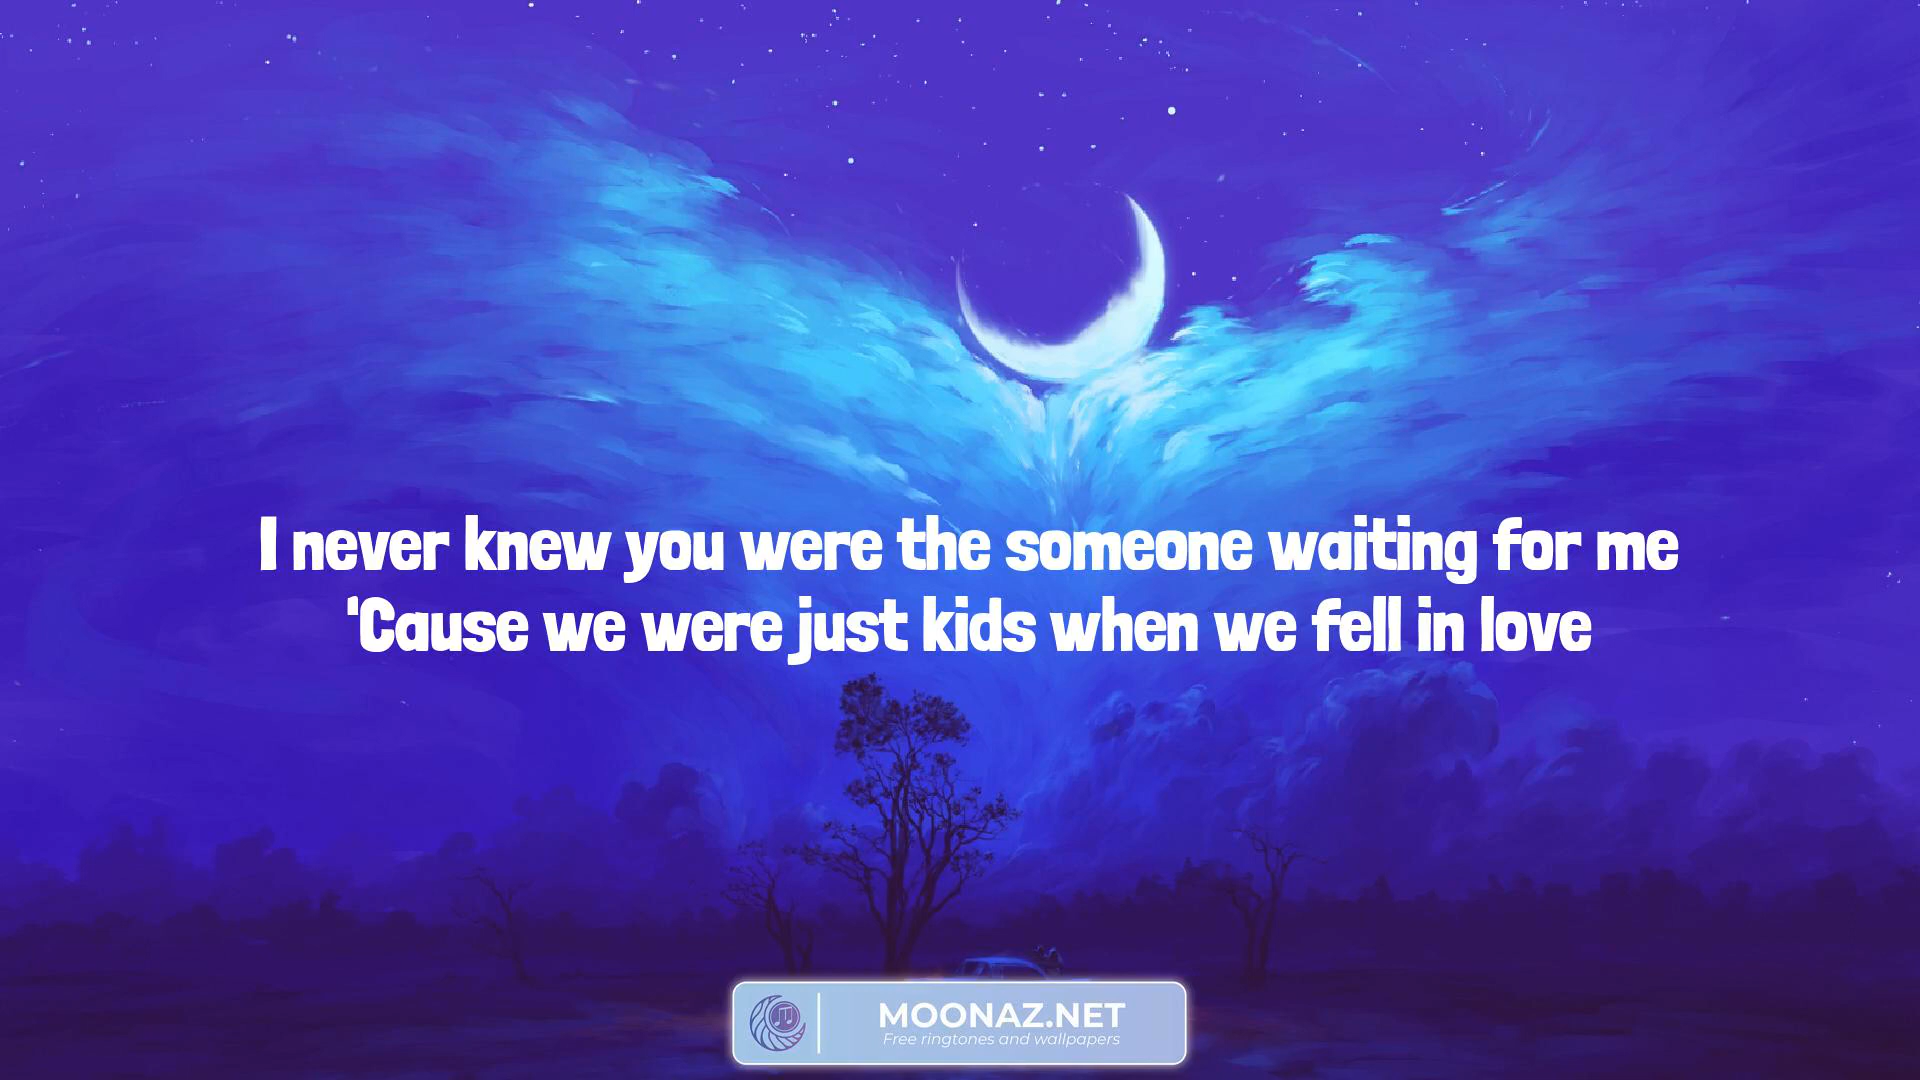 I never knew you were the someone waiting for me
'Cause we were just kids when we fell in love
MOONAZ.NET
Free ringtones and wallpapers